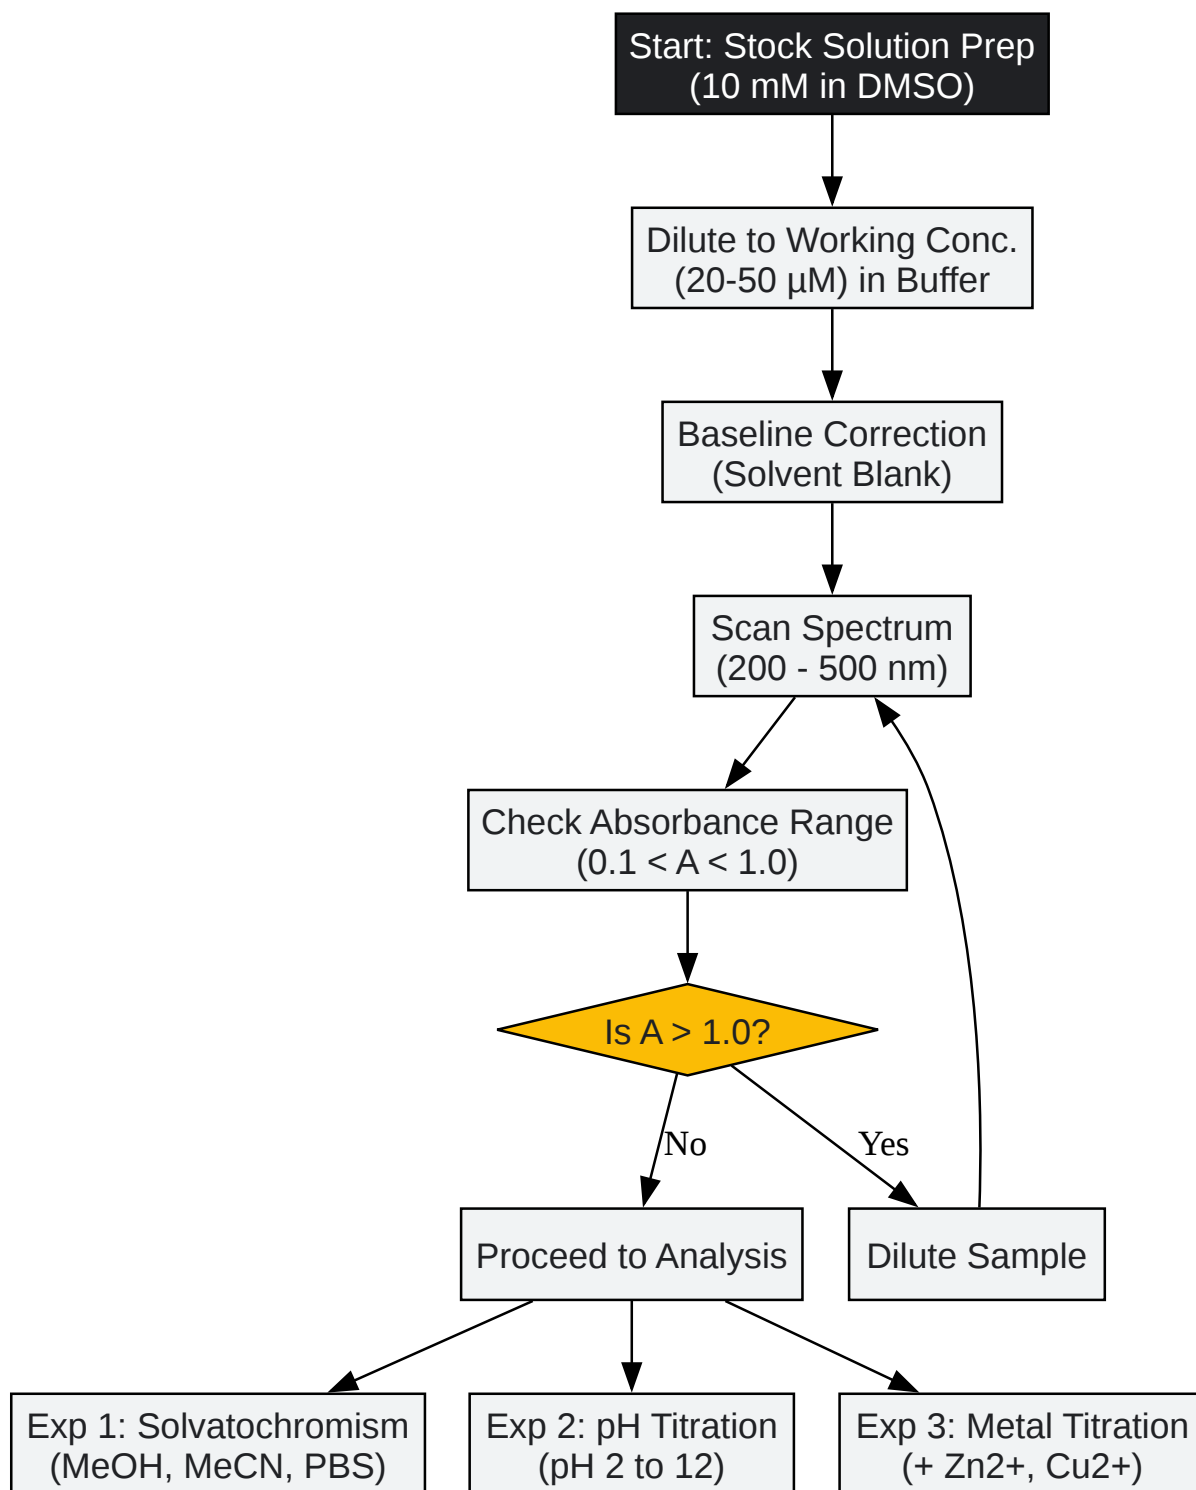 Start: Stock Solution Prep
(10 mM in DMSO)
Dilute to Working Conc.
(20-50 µM) in Buffer
Baseline Correction
(Solvent Blank)
Scan Spectrum
(200 - 500 nm)
Check Absorbance Range
(0.1 < A < 1.0)
Is A > 1.0?
No
Yes
Proceed to Analysis
Dilute Sample
Exp 1: Solvatochromism
(MeOH, MeCN, PBS)
Exp 2: pH Titration
(pH 2 to 12)
Exp 3: Metal Titration
(+ Zn2+, Cu2+)